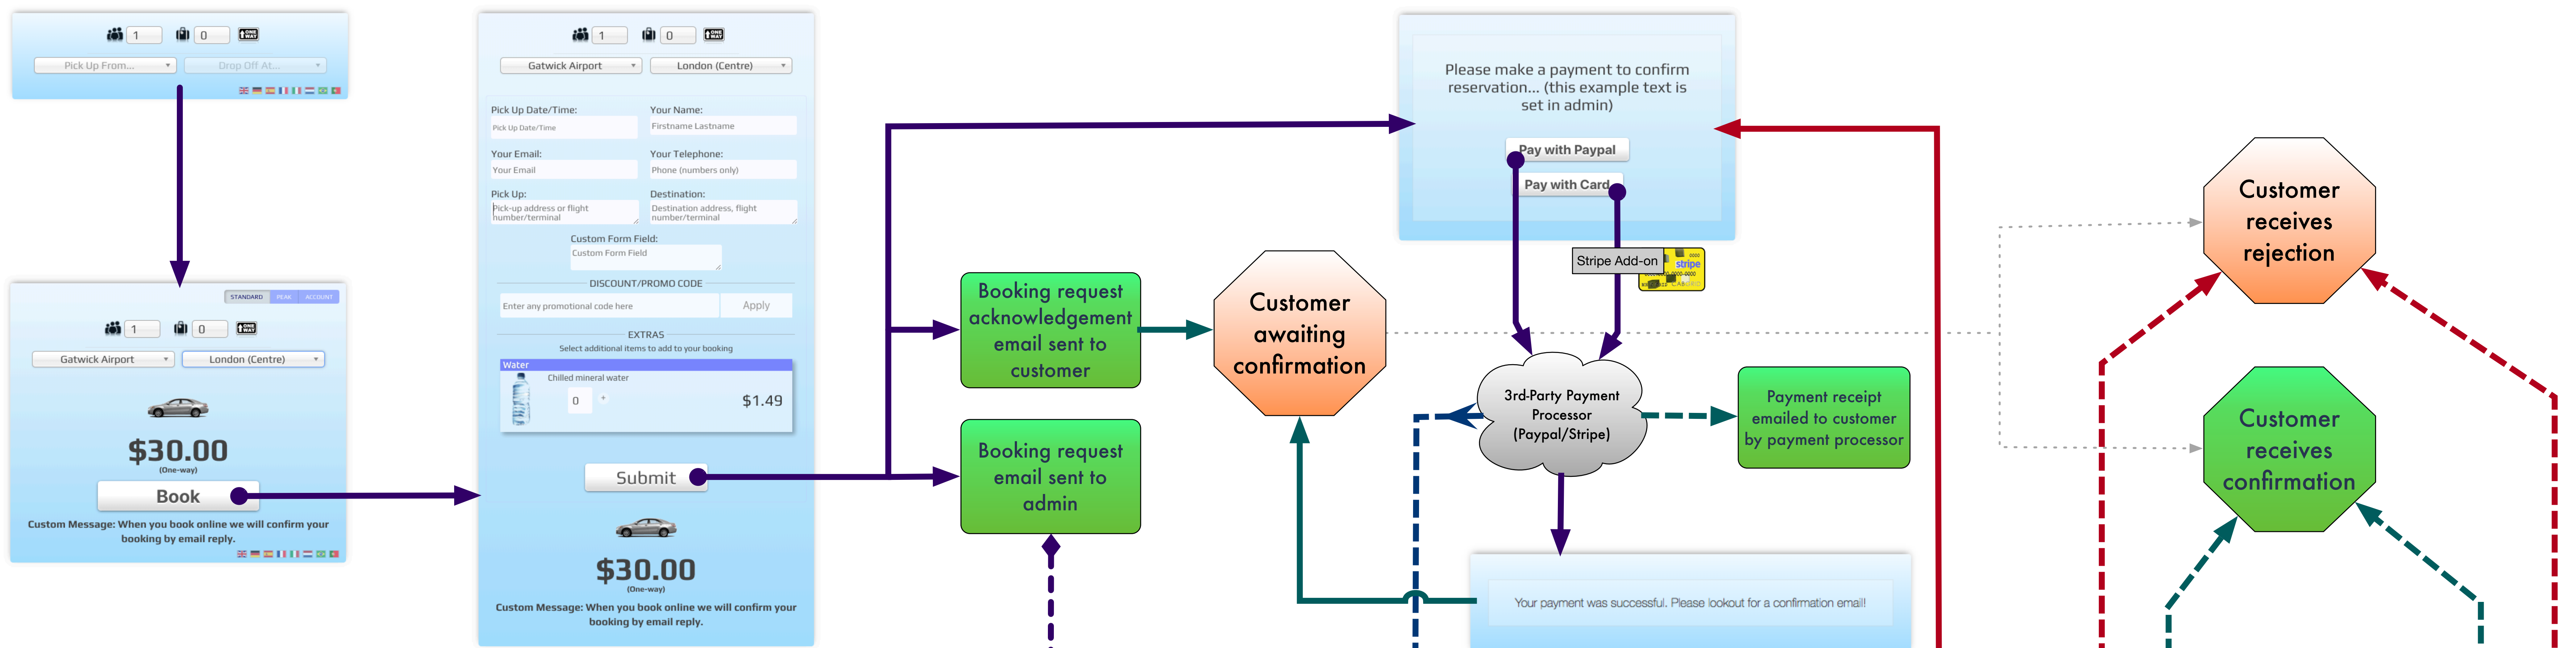 1
0
ONE WAY
Pick Up From...
Drop Off At...
STANDARD
PEAK
ACCOUNT
1
0
ONE WAY
Gatwick Airport
London (Centre)
$30.00
(One-way)
Book
Custom Message: When you book online we will confirm your
booking by email reply.
1
0
ONE WAY
Gatwick Airport
London (Centre)
Pick Up Date/Time:
Your Name:
Pick Up Date/Time
Firstname Lastname
Your Email:
Your Telephone:
Your Email
Phone (numbers only)
Pick Up:
Destination:
Pick-up address or flight
number/terminal
Destination address, flight
number/terminal
Custom Form Field:
Custom Form Field
DISCOUNT/PROMO CODE
Enter any promotional code here
Apply
EXTRAS
Select additional items to add to your booking
Water
Chilled mineral water
0
+
$1.49
Submit
$30.00
(One-way)
Custom Message: When you book online we will confirm your
booking by email reply.
Booking request
acknowledgement
email sent to
customer
Booking request
email sent to
admin
Customer
awaiting
confirmation
Please make a payment to confirm
reservation... (this example text is
set in admin)
Pay with Paypal
Pay with Card
Stripe Add-on
stripe
3rd-Party Payment
Processor
(Paypal/Stripe)
Payment receipt
emailed to customer
by payment processor
Your payment was successful. Please lookout for a confirmation email!
Customer
receives
rejection
Customer
receives
confirmation